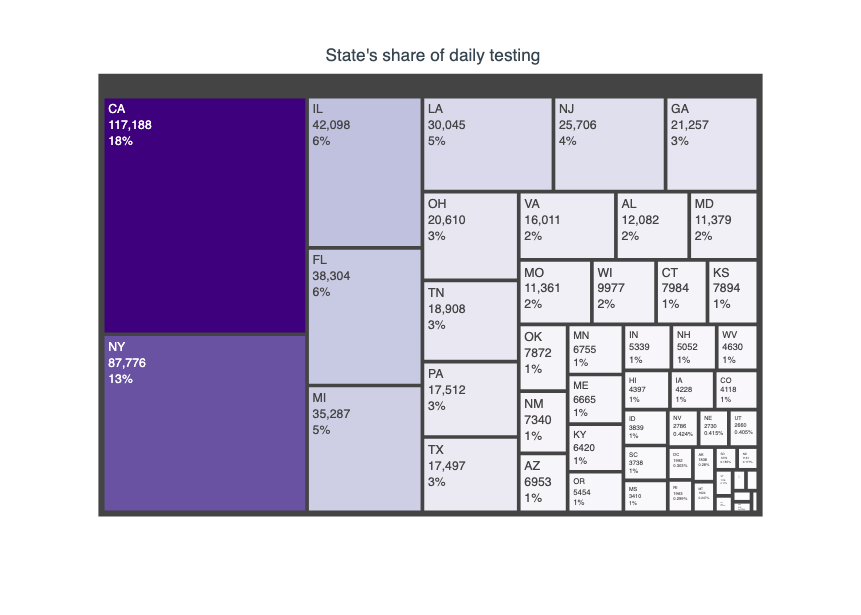 State's share of daily testing
CA
117,188
18%
NY
87,776
13%
IL
42,098
6%
FL
38,304
6%
MI
35,287
5%
LA
30,045
5%
NJ
25,706
4%
GA
21,257
3%
OH
20,610
3%
TN
18,908
3%
PA
17,512
3%
TX
17,497
3%
VA
16,011
2%
AL
12,082
2%
MD
11,379
2%
MO
11,361
2%
WI
9977
2%
CT
7984
1%
KS
7894
1%
OK
7872
1%
NM
7340
1%
AZ
6953
1%
MN
6755
1%
ME
6665
1%
KY
6420
1%
OR
5454
1%
IN
5339
1%
NH
5052
1%
WV
4630
1%
HI
4397
1%
IA
4228
1%
CO
4118
1%
ID
3839
1%
SC
3738
1%
MS
3410
1%
NV
2786
0.424%
NE
2730
0.415%
UT
2660
0.405%
DC
RI